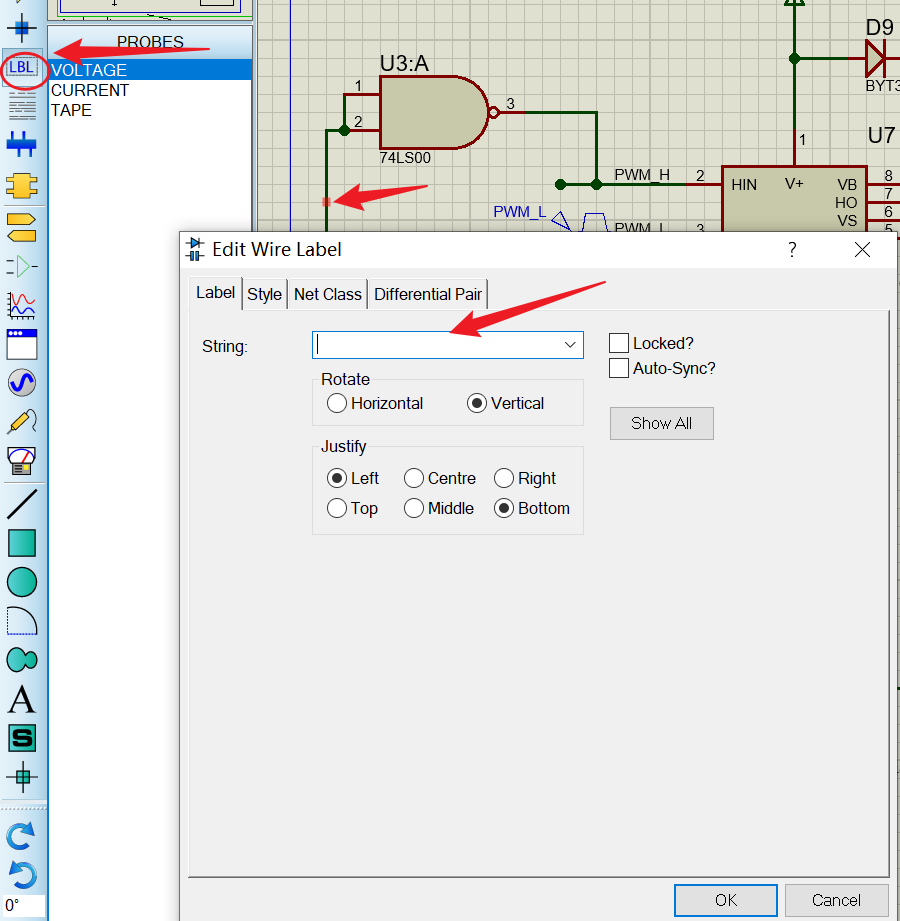 PROBES
LBL
VOLTAGE
CURRENT
TAPE
U3:A
1
2
3
74LS00
D9
BYT3
U7
1
PWM_H
2
HIN
V+
VB
8
HO
7
VS
6
5
PWM_L
PWM_L
3
Edit Wire Label
?
Label
Style
Net Class
Differential Pair
String:
Locked?
Auto-Sync?
Rotate
Horizontal
Vertical
Show All
Justify
Left
Centre
Right
Top
Middle
Bottom
A
S
0°
OK
Cancel